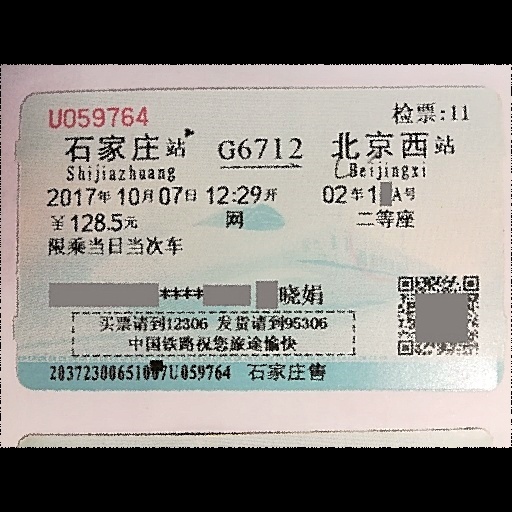 U059764 检票:11
石家庄站 G6712 北京西站
Shijiazhuang Beijingxi
2017年10月07日12:29开 02车1 A号
￥128.5元 网 二等座
限乘当日当次车
**** 晓娟
买票请到12306 发货请到95306
中国铁路祝您旅途愉快
20372300651007U059764 石家庄售